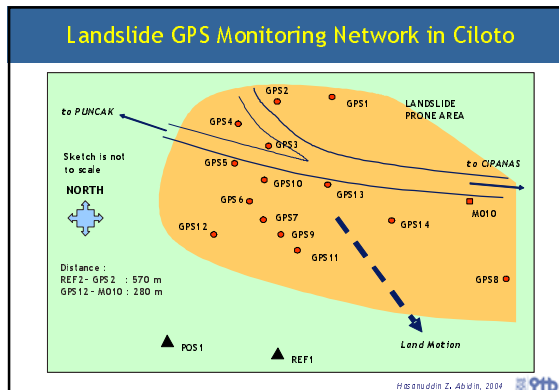 Landslide GPS Monitoring Network in Ciloto
GPS2
GPS1
LANDSLIDE
PRONE AREA
to PUNCAK
GPS4
GPS3
Sketch is not
to scale
GPS5
to CIPANAS
NORTH
GPS10
GPS13
GPS6
M010
GPS7
GPS14
GPS12
GPS9
GPS11
Distance :
REF2- GPS2 : 570 m
GPS12- M010 : 280 m
GPS8
Land Motion
POS1
REF1
Hasanuddin Z. Abidin, 2004
itb